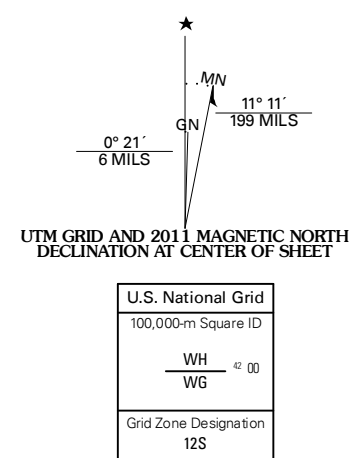 ★
MN
GN
11° 11´
199 MILS
0° 21´
6 MILS
UTM GRID AND 2011 MAGNETIC NORTH
DECLINATION AT CENTER OF SHEET
U.S. National Grid
100,000-m Square ID
WH
WG
42 00
Grid Zone Designation
12S